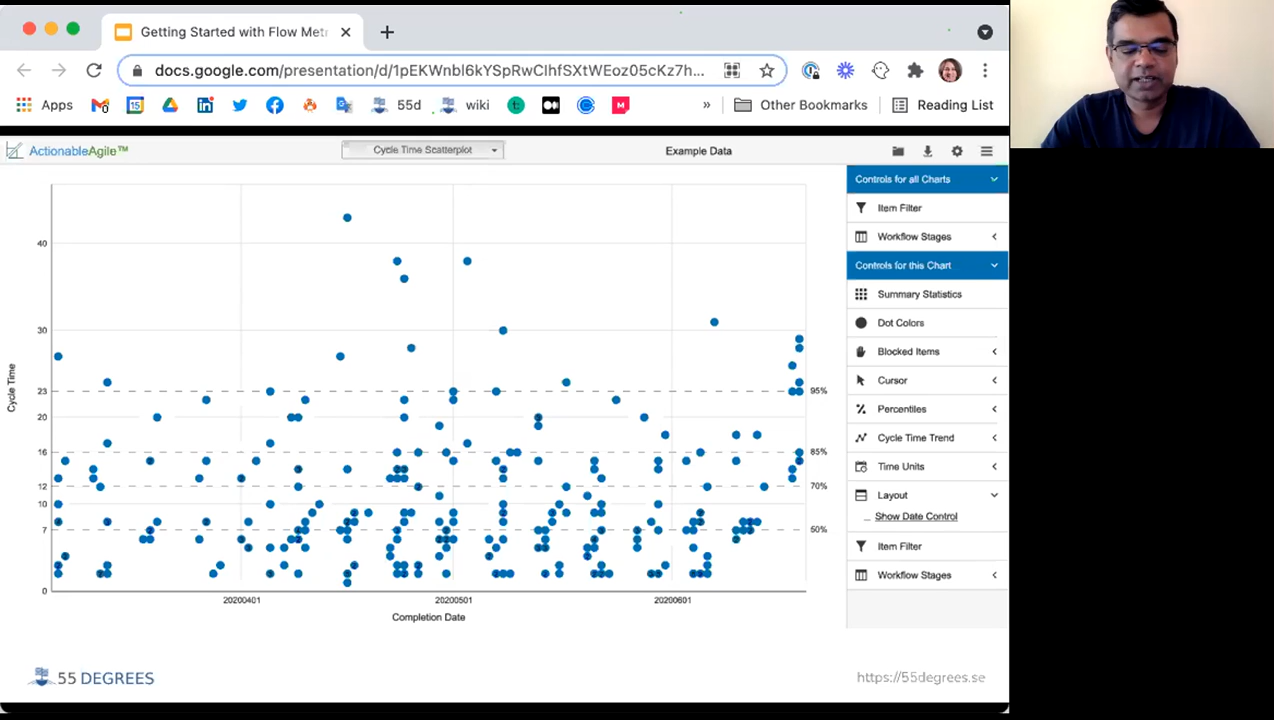 Getting Started with Flow Metr
docs.google.com/presentation/d/1pEKWnbl6kYSpRwClhfSXtWEoz05cKz7h...
Apps
55d
wiki
»
Other Bookmarks
Reading List
ActionableAgile™
Cycle Time Scatterplot
Example Data
Controls for all Charts
Item Filter
Workflow Stages
Controls for this Chart
Summary Statistics
Dot Colors
Blocked Items
Cursor
Percentiles
Cycle Time Trend
Time Units
Layout
Show Date Control
Item Filter
Workflow Stages
Cycle Time
40
30
23
20
16
12
10
7
0
95%
85%
70%
50%
20200401
20200501
20200601
Completion Date
55 DEGREES
https://55degrees.se